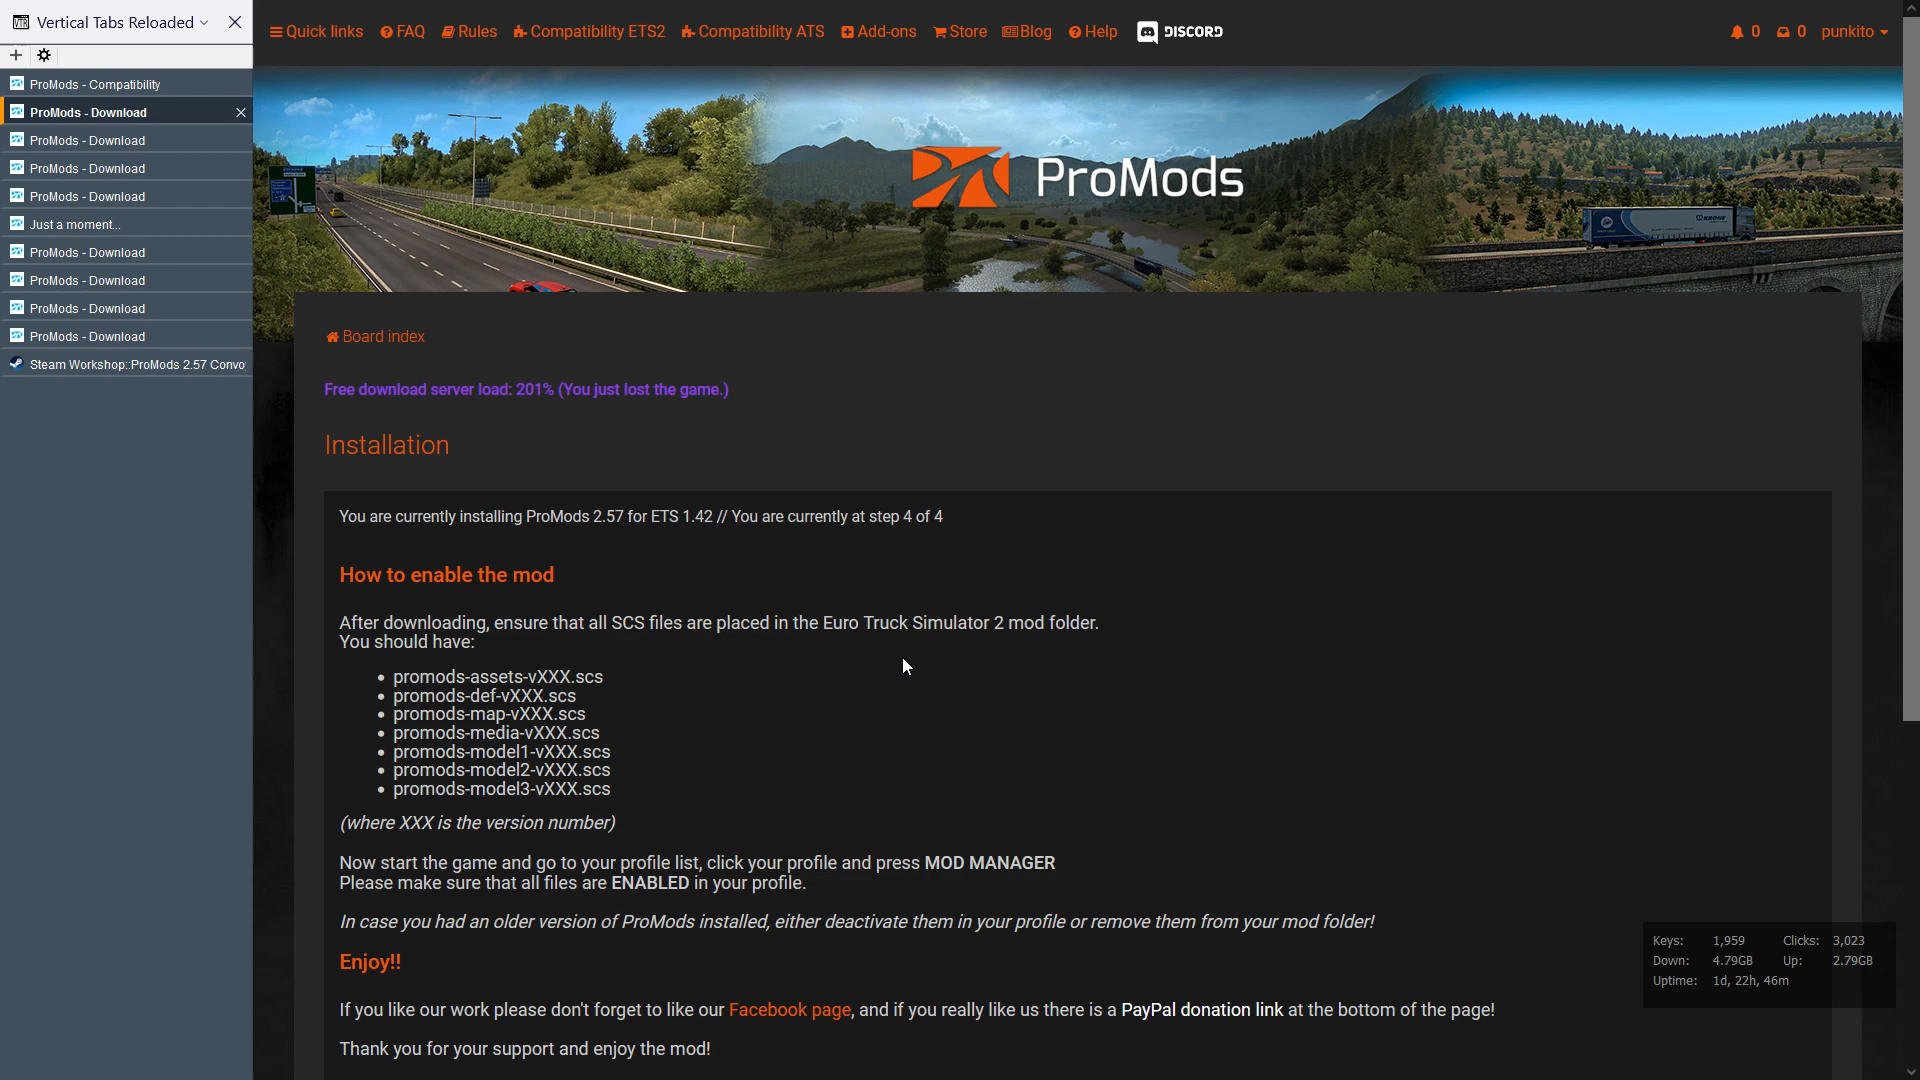 Vertical Tabs Reloaded
ProMods - Compatibility
ProMods - Download
ProMods - Download
ProMods - Download
ProMods - Download
Just a moment...
ProMods - Download
ProMods - Download
ProMods - Download
ProMods - Download
Steam Workshop::ProMods 2.57 Convo
Quick links FAQ Rules Compatibility ETS2 Compatibility ATS Add-ons Store Blog Help DISCORD 0 0 punkito
ProMods
Board index
Free download server load: 201% (You just lost the game.)
Installation
You are currently installing ProMods 2.57 for ETS 1.42 // You are currently at step 4 of 4
How to enable the mod
After downloading, ensure that all SCS files are placed in the Euro Truck Simulator 2 mod folder.
You should have:
• promods-assets-vXXX.scs
• promods-def-vXXX.scs
• promods-map-vXXX.scs
• promods-media-vXXX.scs
• promods-model1-vXXX.scs
• promods-model2-vXXX.scs
• promods-model3-vXXX.scs
(where XXX is the version number)
Now start the game and go to your profile list, click your profile and press MOD MANAGER
Please make sure that all files are ENABLED in your profile.
In case you had an older version of ProMods installed, either deactivate them in your profile or remove them from your mod folder!
Enjoy!!
If you like our work please don't forget to like our Facebook page, and if you really like us there is a PayPal donation link at the bottom of the page!
Thank you for your support and enjoy the mod!
Keys: 1,959 Clicks: 3,023
Down: 4.79GB Up: 2.79GB
Uptime: 1d, 22h, 46m